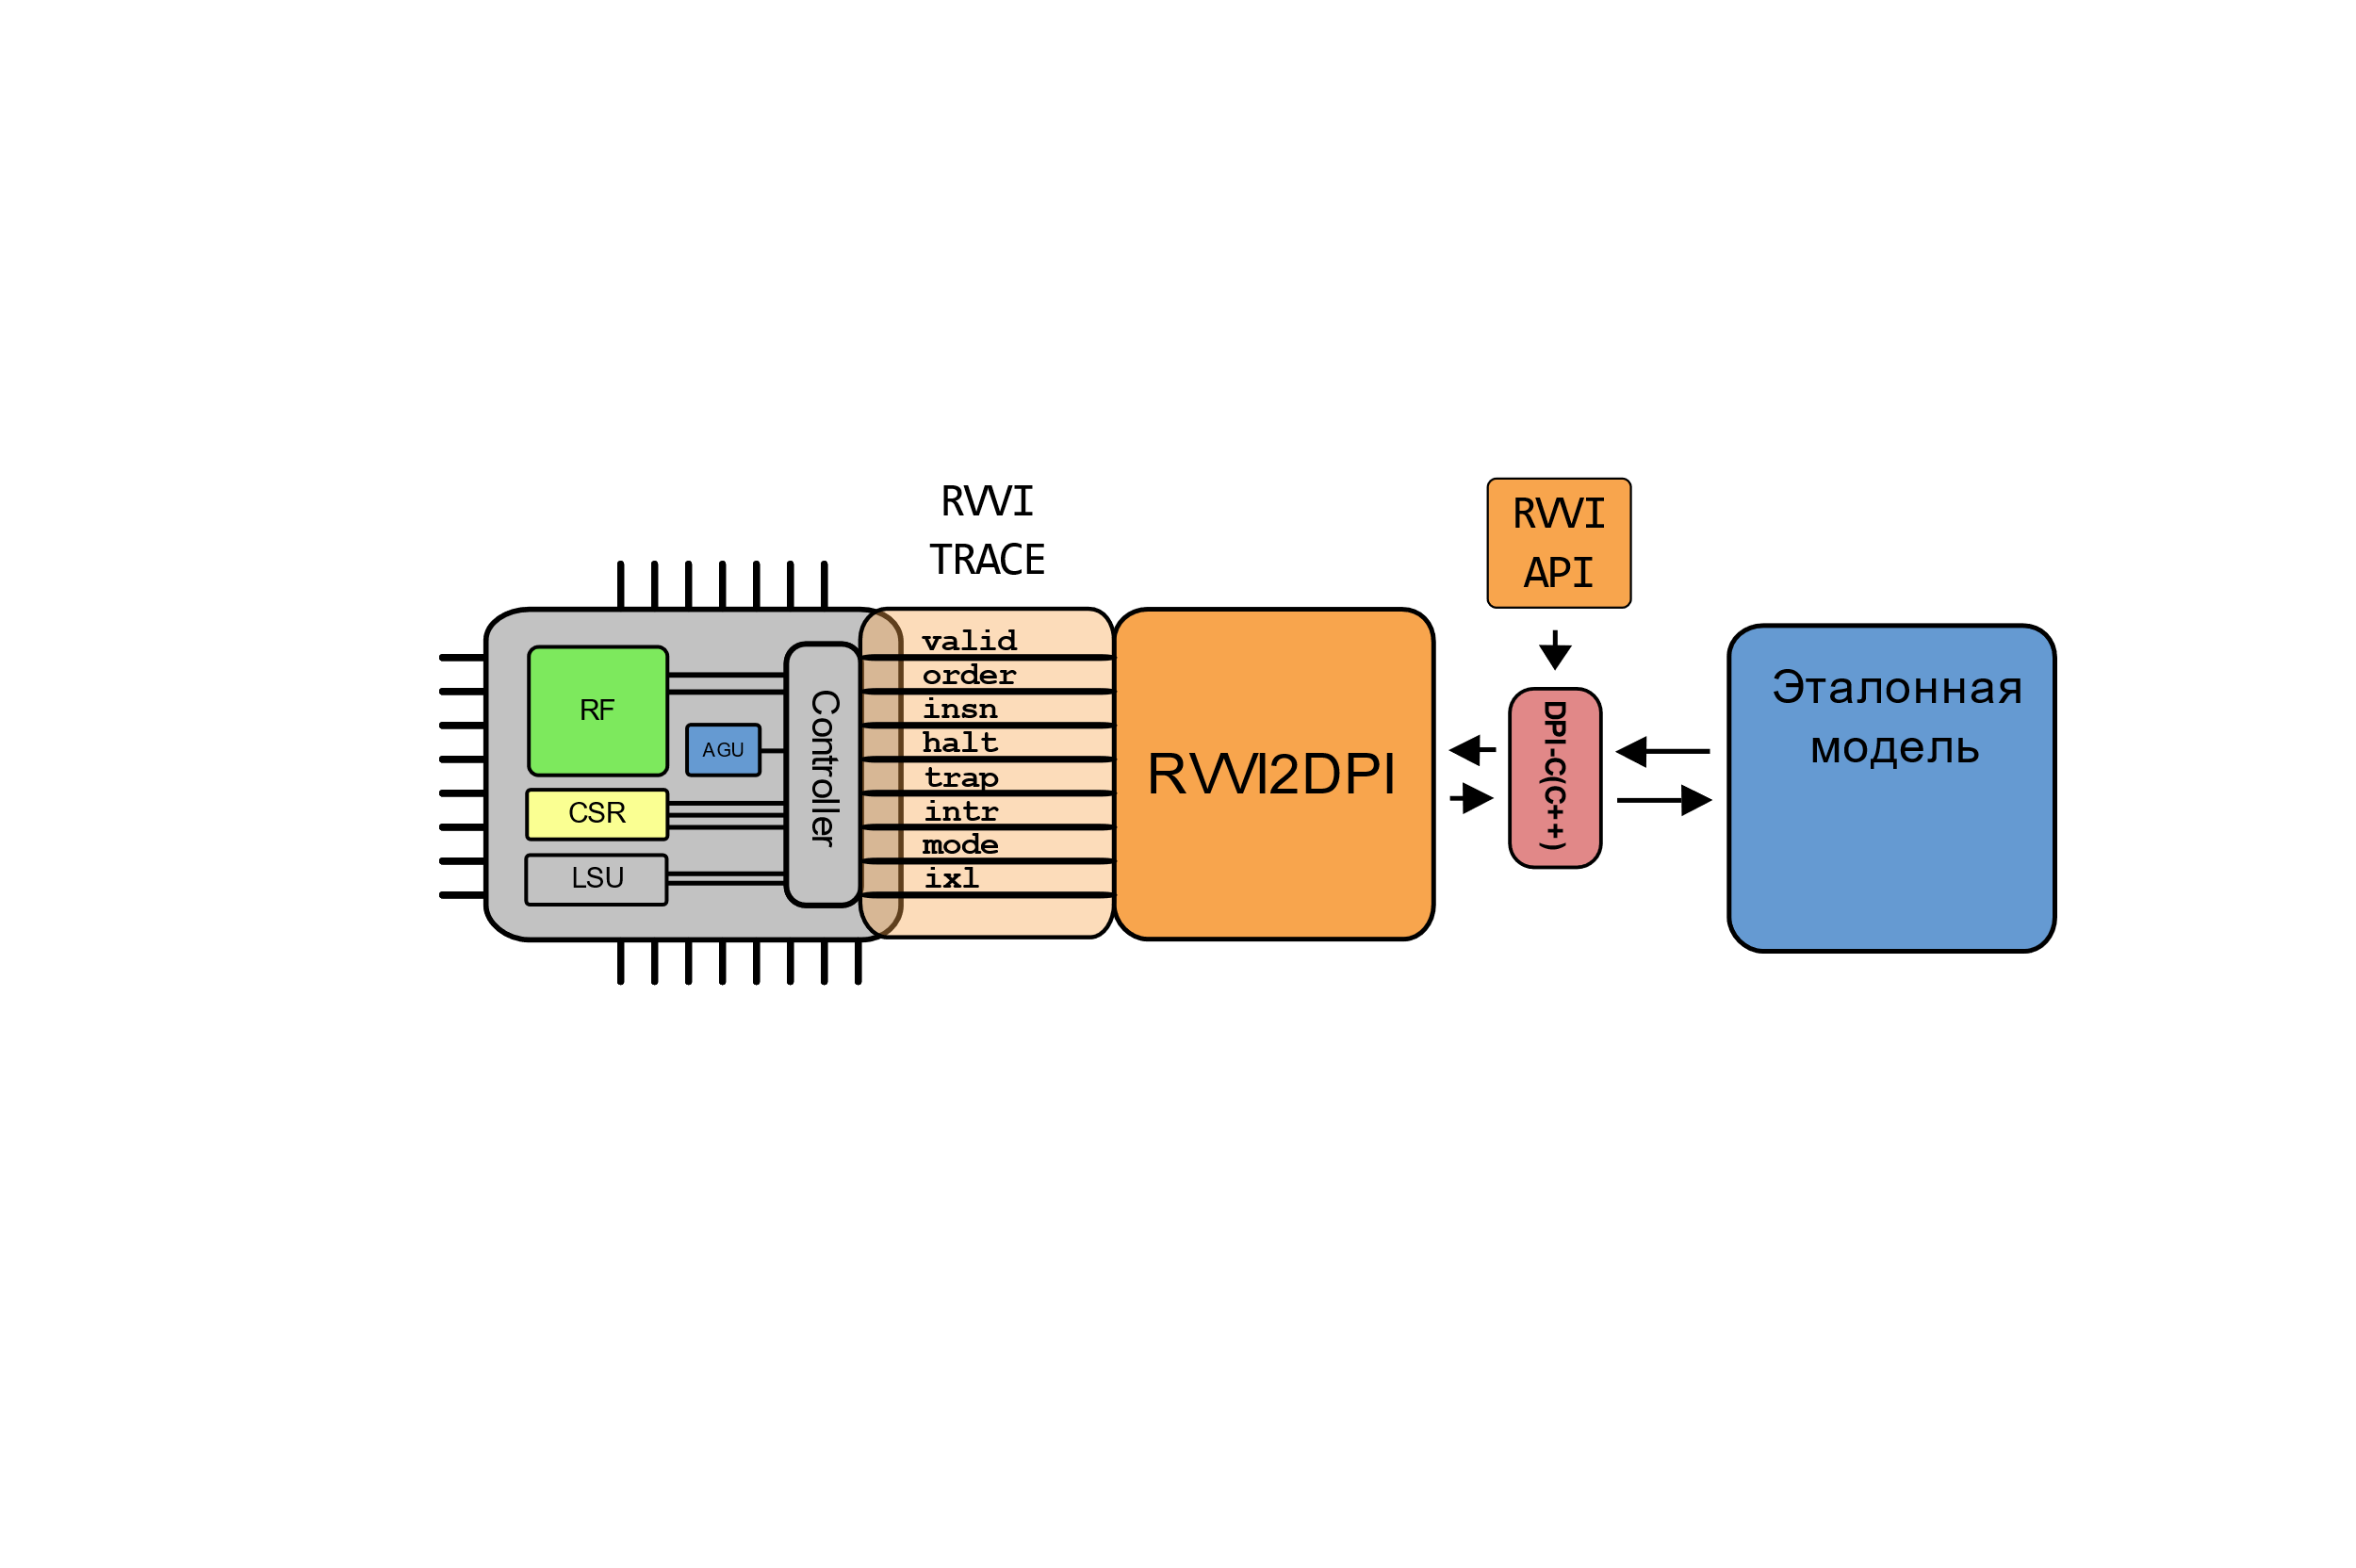 RVVI
TRACE
RVVI
API
valid
order
insn
halt
trap
intr
mode
ixl
RF
AGU
CSR
LSU
Controller
RVVI2DPI
DPI-C(C++)
Эталонная
модель